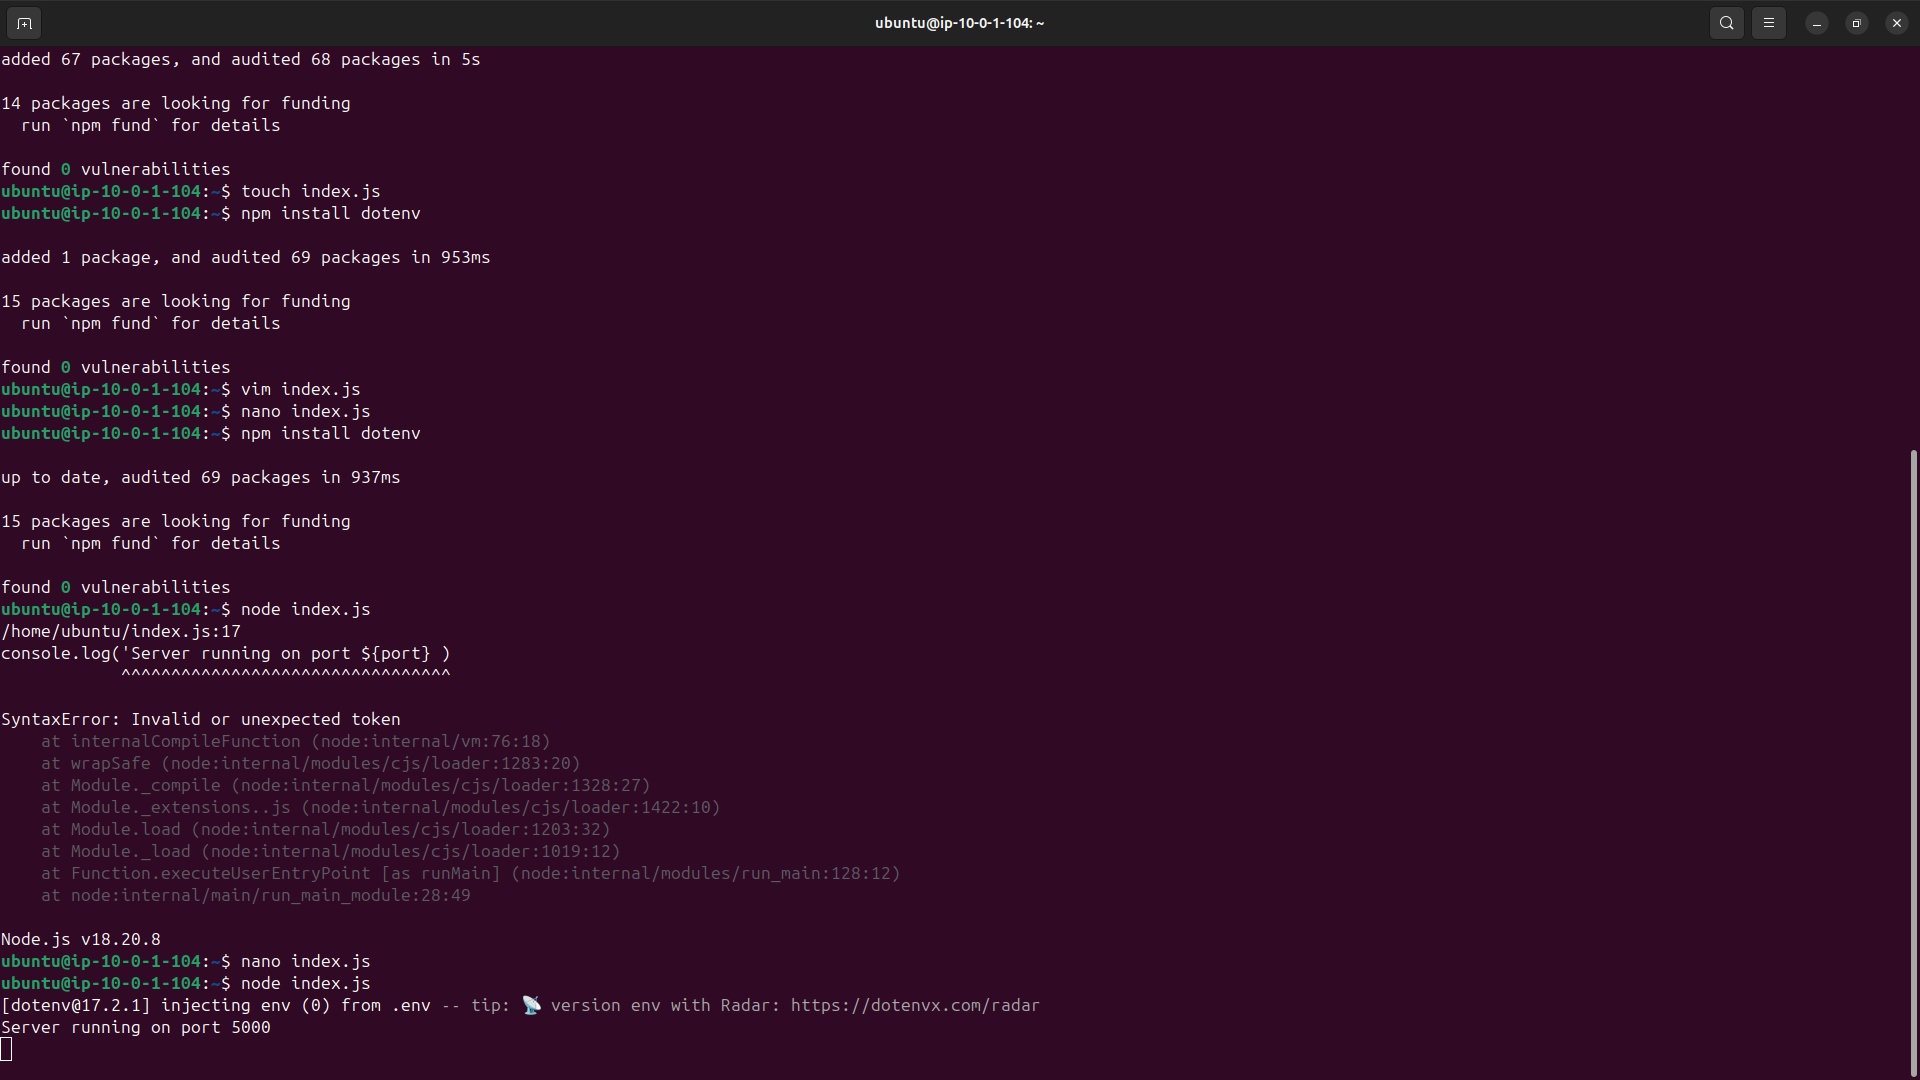 ubuntu@ip-10-0-1-104: ~
added 67 packages, and audited 68 packages in 5s
14 packages are looking for funding
  run `npm fund` for details
found 0 vulnerabilities
ubuntu@ip-10-0-1-104:~$ touch index.js
ubuntu@ip-10-0-1-104:~$ npm install dotenv
added 1 package, and audited 69 packages in 953ms
15 packages are looking for funding
  run `npm fund` for details
found 0 vulnerabilities
ubuntu@ip-10-0-1-104:~$ vim index.js
ubuntu@ip-10-0-1-104:~$ nano index.js
ubuntu@ip-10-0-1-104:~$ npm install dotenv
up to date, audited 69 packages in 937ms
15 packages are looking for funding
  run `npm fund` for details
found 0 vulnerabilities
ubuntu@ip-10-0-1-104:~$ node index.js
/home/ubuntu/index.js:17
console.log('Server running on port ${port} )
            ^^^^^^^^^^^^^^^^^^^^^^^^^^^^^^^^^
SyntaxError: Invalid or unexpected token
    at internalCompileFunction (node:internal/vm:76:18)
    at wrapSafe (node:internal/modules/cjs/loader:1283:20)
    at Module._compile (node:internal/modules/cjs/loader:1328:27)
    at Module._extensions..js (node:internal/modules/cjs/loader:1422:10)
    at Module.load (node:internal/modules/cjs/loader:1203:32)
    at Module._load (node:internal/modules/cjs/loader:1019:12)
    at Function.executeUserEntryPoint [as runMain] (node:internal/modules/run_main:128:12)
    at node:internal/main/run_main_module:28:49
Node.js v18.20.8
ubuntu@ip-10-0-1-104:~$ nano index.js
ubuntu@ip-10-0-1-104:~$ node index.js
[dotenv@17.2.1] injecting env (0) from .env -- tip: 📡 version env with Radar: https://dotenvx.com/radar
Server running on port 5000